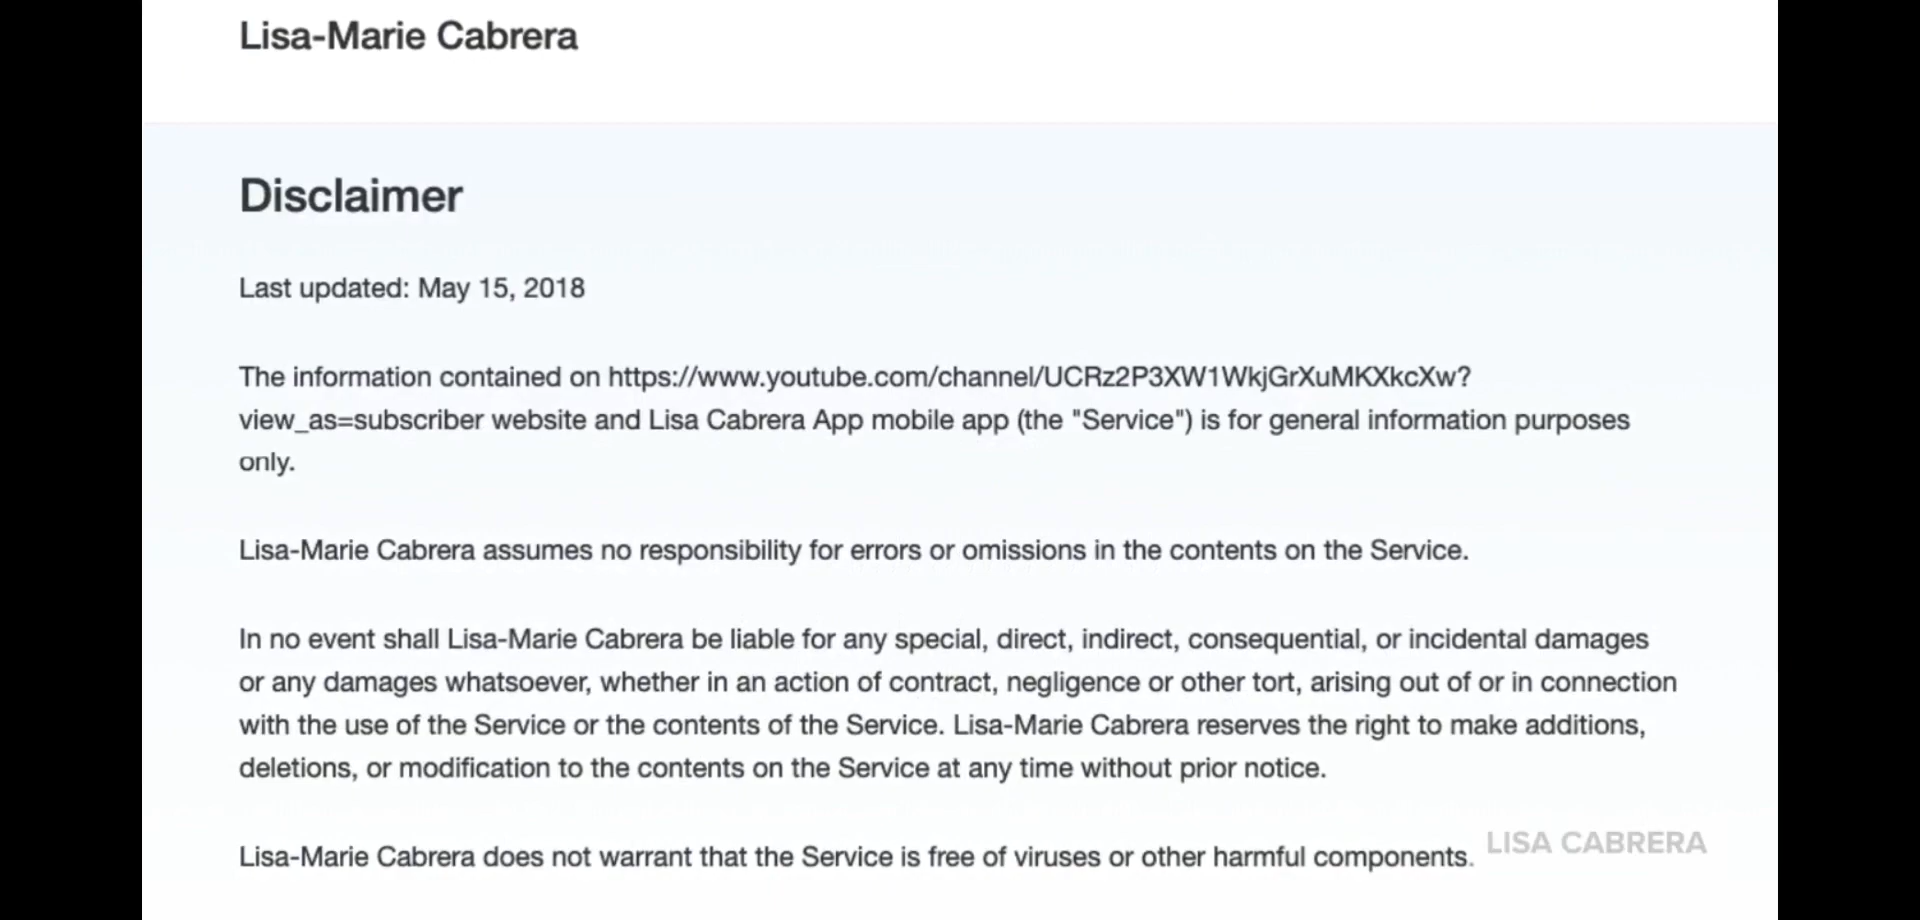 Lisa-Marie Cabrera
Disclaimer
Last updated: May 15, 2018
The information contained on https://www.youtube.com/channel/UCRz2P3XW1WkjGrXuMKXkcXw?
view_as=subscriber website and Lisa Cabrera App mobile app (the "Service") is for general information purposes
only.
Lisa-Marie Cabrera assumes no responsibility for errors or omissions in the contents on the Service.
In no event shall Lisa-Marie Cabrera be liable for any special, direct, indirect, consequential, or incidental damages
or any damages whatsoever, whether in an action of contract, negligence or other tort, arising out of or in connection
with the use of the Service or the contents of the Service. Lisa-Marie Cabrera reserves the right to make additions,
deletions, or modification to the contents on the Service at any time without prior notice.
Lisa-Marie Cabrera does not warrant that the Service is free of viruses or other harmful components.
LISA CABRERA